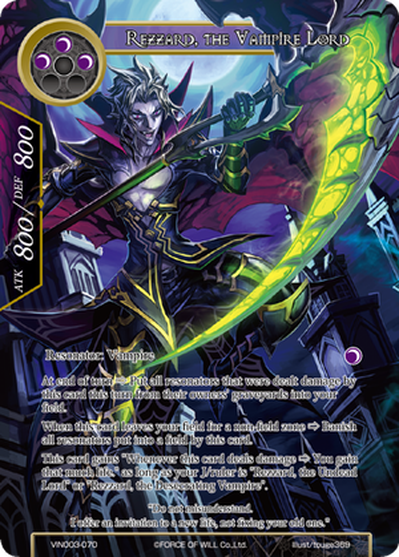 Rezzard, the Vampire Lord
ATK 800 / DEF 800
Resonator: Vampire
At end of turn ⇨ Put all resonators that were dealt damage by
this card this turn from their owners' graveyards into your
field.
When this card leaves your field for a non-field zone ⇨ Banish
all resonators put into a field by this card.
This card gains "Whenever this card deals damage ⇨ You gain
that much life" as long as your J/ruler is "Rezzard, the Undead
Lord" or "Rezzard, the Desecrating Vampire".
"Do not misunderstand.
I offer an invitation to a new life, not fixing your old one."
VIN003-070
©FORCE OF WILL Co.,Ltd.
Illust/touge369